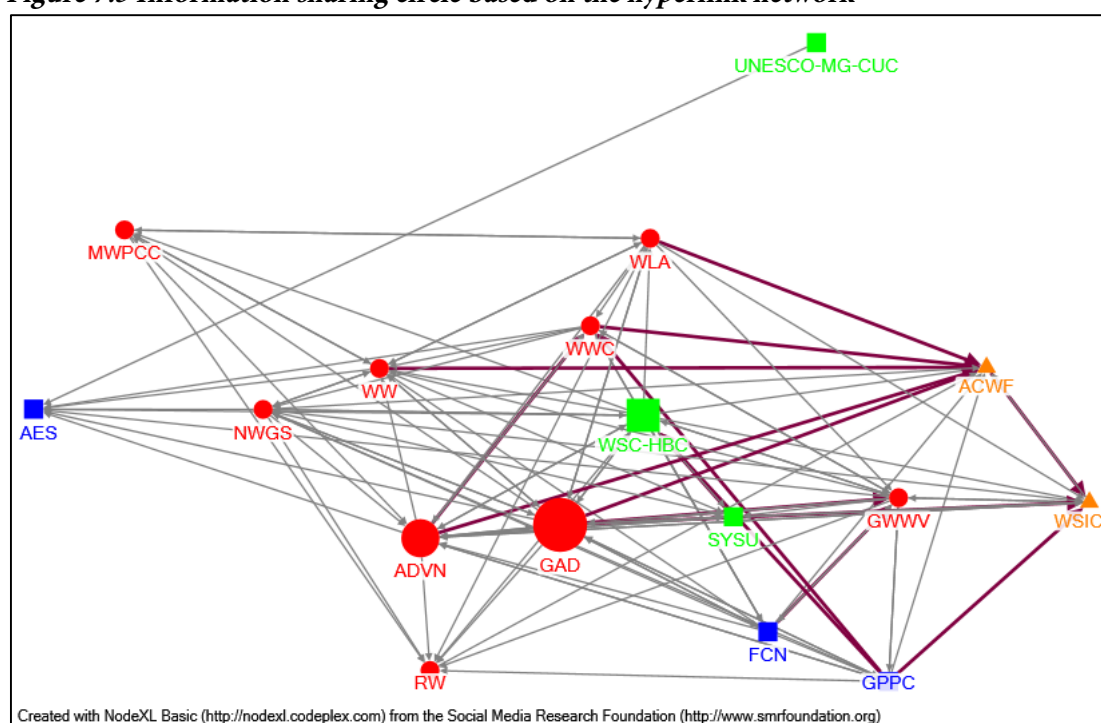 Figure 7.3 Information sharing circle based on the hyperlink network
UNESCO-MG-CUC
MWPCC
WLA
WWC
WW
ACWF
AES
NWGS
WSC-HBC
GWWV
WSIC
SYSU
ADVN
GAD
FCN
RW
GPPC
Created with NodeXL Basic (http://nodexl.codeplex.com) from the Social Media Research Foundation (http://www.smrfoundation.org)